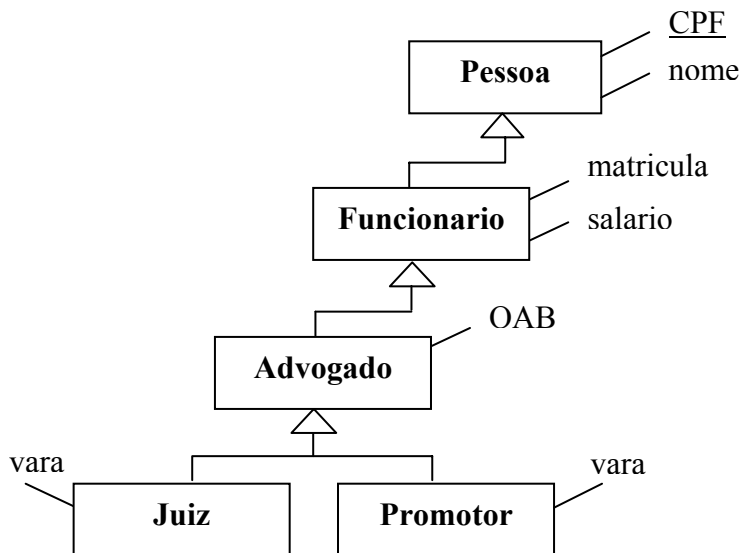 CPF
Pessoa
nome
matricula
Funcionario
salario
OAB
Advogado
vara
vara
Juiz
Promotor